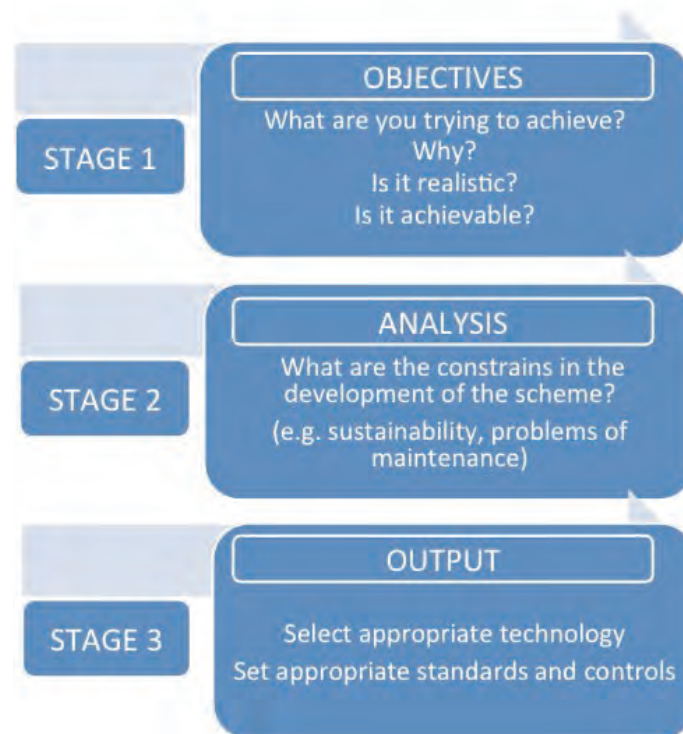 STAGE 1
OBJECTIVES
What are you trying to achieve?
Why?
Is it realistic?
Is it achievable?
STAGE 2
ANALYSIS
What are the constrains in the
development of the scheme?
(e.g. sustainability, problems of
maintenance)
STAGE 3
OUTPUT
Select appropriate technology
Set appropriate standards and controls